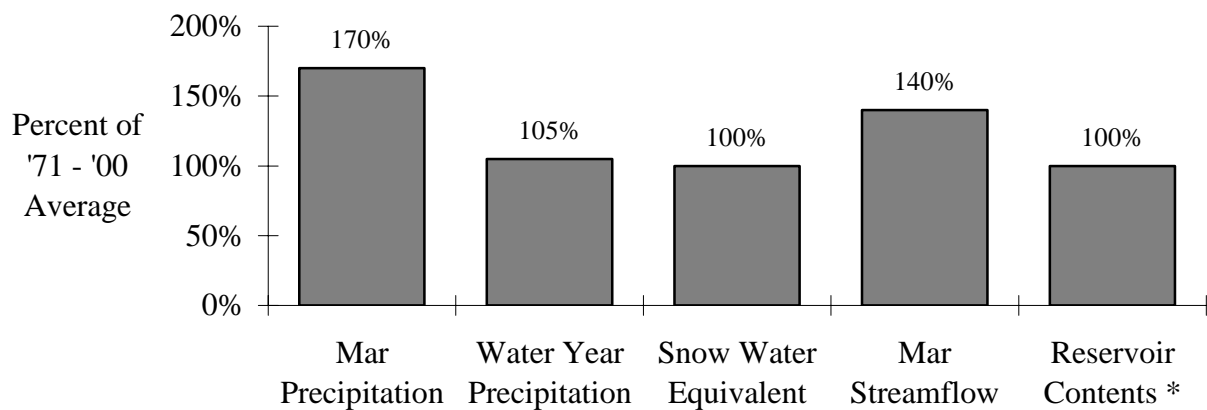 200%
150%
100%
50%
0%
Percent of
'71 - '00
Average
170%
105%
100%
140%
100%
Mar
Precipitation
Water Year
Precipitation
Snow Water
Equivalent
Mar
Streamflow
Reservoir
Contents *